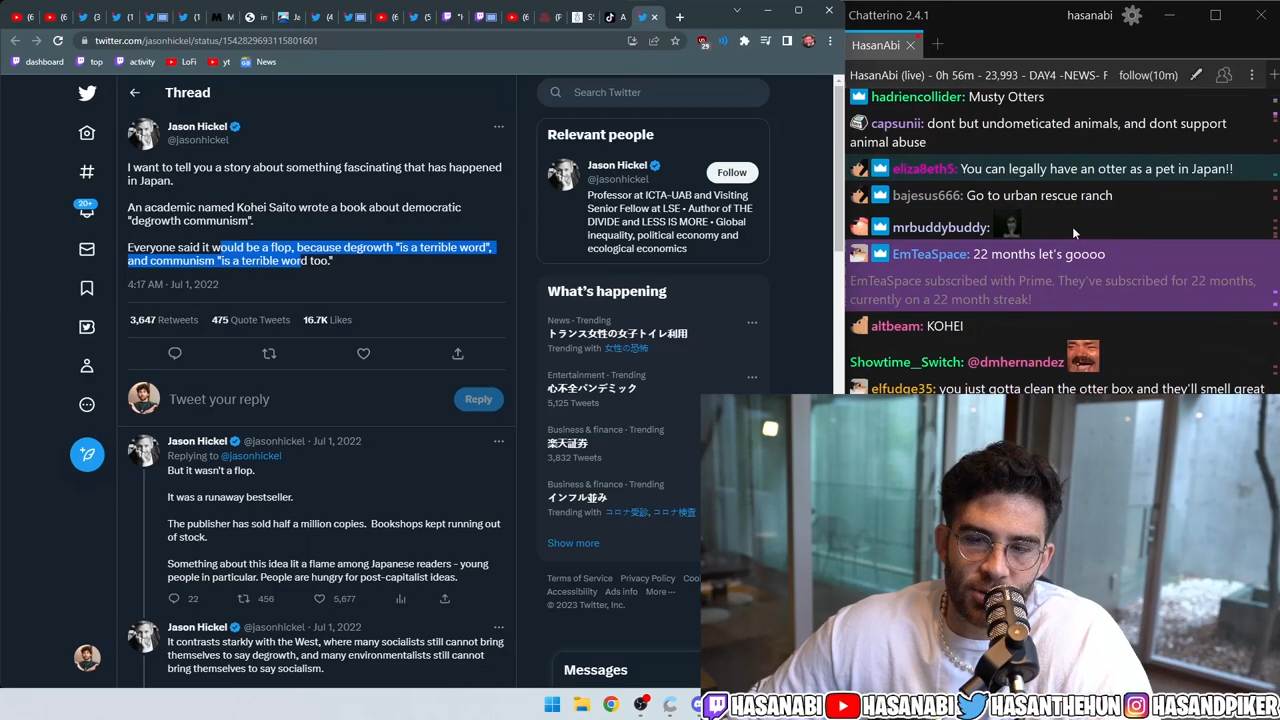 twitter.com/jasonhickel/status/1542829693115801601
dashboard
top
activity
LoFi
yt
News
29
Thread
Jason Hickel
@jasonhickel
I want to tell you a story about something fascinating that has happened
in Japan.
An academic named Kohei Saito wrote a book about democratic
"degrowth communism".
Everyone said it would be a flop, because degrowth "is a terrible word",
and communism "is a terrible word too."
4:17 AM · Jul 1, 2022
3,647 Retweets 475 Quote Tweets 16.7K Likes
20+
Tweet your reply
Reply
Jason Hickel @jasonhickel · Jul 1, 2022
Replying to @jasonhickel
But it wasn't a flop.
It was a runaway bestseller.
The publisher has sold half a million copies. Bookshops kept running out
of stock.
Something about this idea lit a flame among Japanese readers - young
people in particular. People are hungry for post-capitalist ideas.
22 456 5,677
Jason Hickel @jasonhickel · Jul 1, 2022
It contrasts starkly with the West, where many socialists still cannot bring
themselves to say degrowth, and many environmentalists still cannot
bring themselves to say socialism.
Search Twitter
Relevant people
Jason Hickel
@jasonhickel
Follow
Professor at ICTA-UAB and Visiting
Senior Fellow at LSE • Author of THE
DIVIDE and LESS IS MORE • Global
inequality, political economy and
ecological economics
What's happening
News · Trending
トランス女性の女子トイレ利用
Trending with 女性の恐怖
Entertainment · Trending
心不全パンデミック
5,125 Tweets
Business & finance · Trending
楽天証券
3,832 Tweets
Business & finance · Trending
インフル並み
Trending with コロナ受診, コロナ検査
Show more
Terms of Service Privacy Policy Coo
Accessibility Ads info More ···
© 2023 Twitter, Inc.
Messages
Chatterino 2.4.1
hasanabi
HasanAbi
HasanAbi (live) - 0h 56m - 23,993 - DAY4 -NEWS- F
follow(10m)
hadriencollider: Musty Otters
capsunii: dont but undometicated animals, and dont support
animal abuse
eliza8eth5: You can legally have an otter as a pet in Japan!!
bajesus666: Go to urban rescue ranch
mrbuddybuddy:
EmTeaSpace: 22 months let's goooo
EmTeaSpace subscribed with Prime. They've subscribed for 22 months,
currently on a 22 month streak!
altbeam: KOHEI
Showtime__Switch: @dmhernandez
elfudge35: you just gotta clean the otter box and they'll smell great
HASANABI
HASANABI
HASANTHEHUN
HASANDPIKER